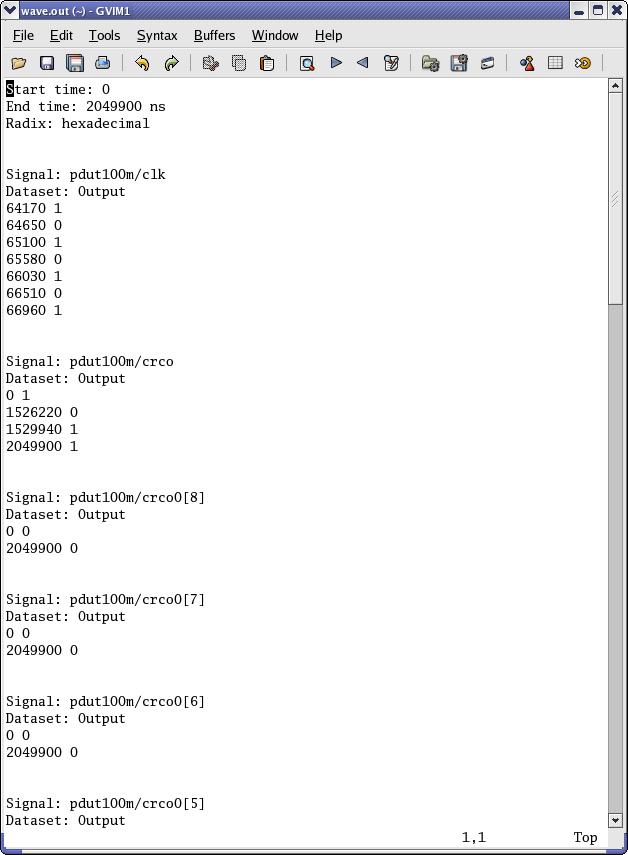 wave.out (~) - GVIM1
File Edit Tools Syntax Buffers Window Help
Start time: 0
End time: 2049900 ns
Radix: hexadecimal
Signal: pdut100m/clk
Dataset: Output
64170 1
64650 0
65100 1
65580 0
66030 1
66510 0
66960 1
Signal: pdut100m/crco
Dataset: Output
0 1
1526220 0
1529940 1
2049900 1
Signal: pdut100m/crco0[8]
Dataset: Output
0 0
2049900 0
Signal: pdut100m/crco0[7]
Dataset: Output
0 0
2049900 0
Signal: pdut100m/crco0[6]
Dataset: Output
0 0
2049900 0
Signal: pdut100m/crco0[5]
Dataset: Output
1,1 Top